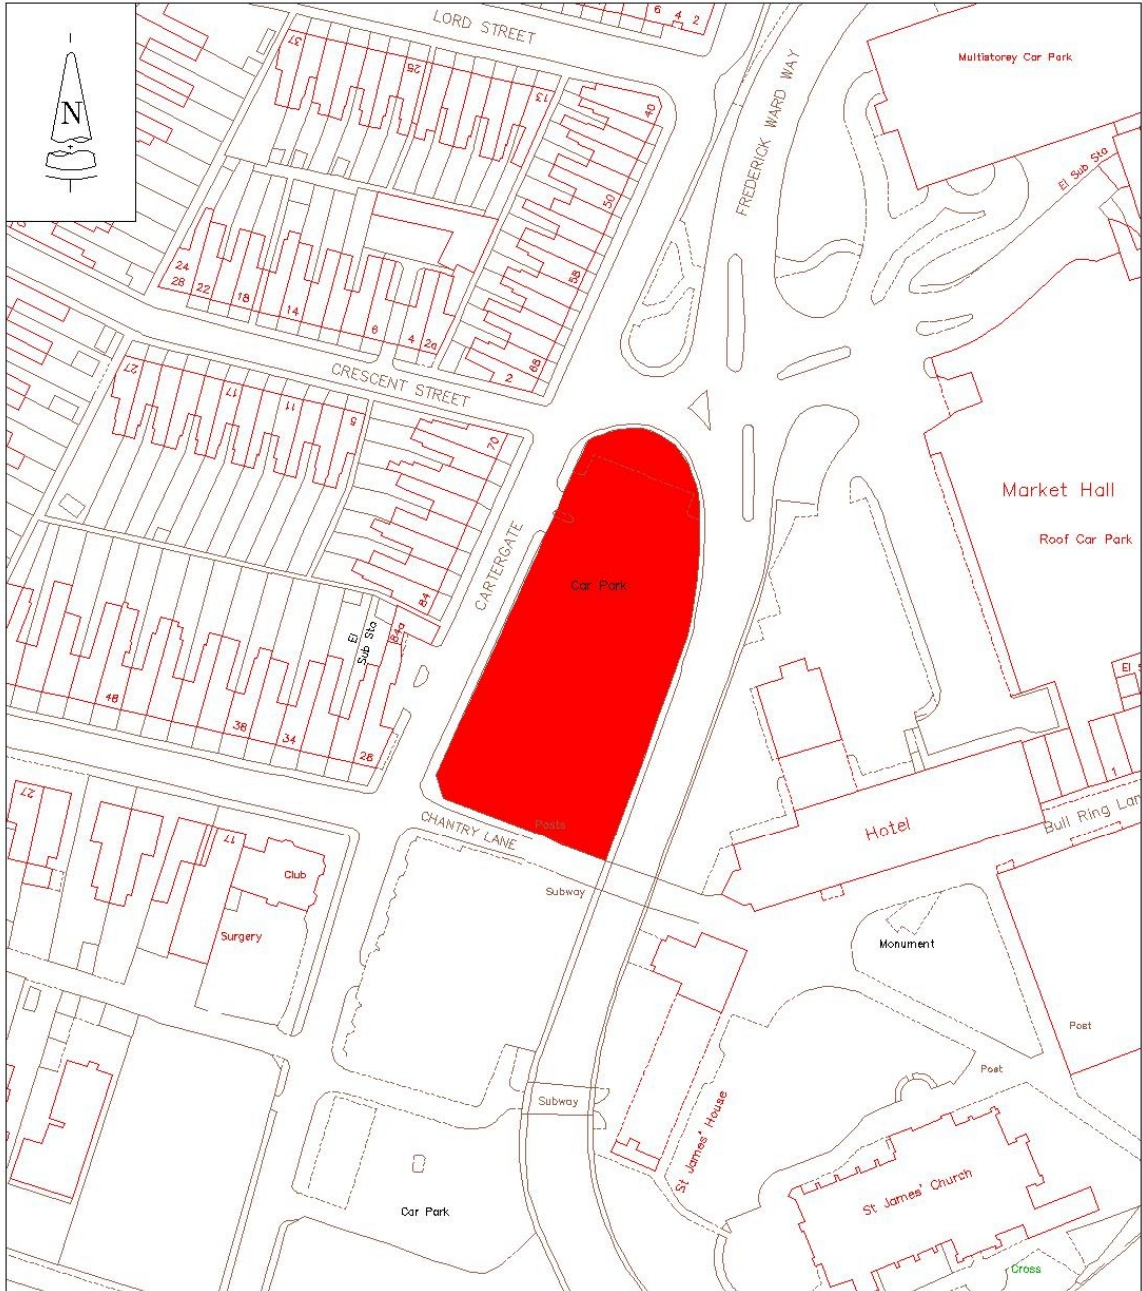 LORD STREET
6 4 2
Multistorey Car Park
N
37
25
13
40
FREDERICK WARD WAY
El Sub Sta
50
58
24
28 22
18
14
6
4 2a
2
68
CRESCENT STREET
27
17
11
5
70
Market Hall
Roof Car Park
CARTERGATE
Car Park
84
84a
El
Sub Sta
48
38
34
26
El S
1
27
17
CHANTRY LANE
Posts
Hotel
Bull Ring Lan
Club
Subway
Surgery
Monument
Post
Post
Subway
St James' House
St James' Church
Car Park
Cross